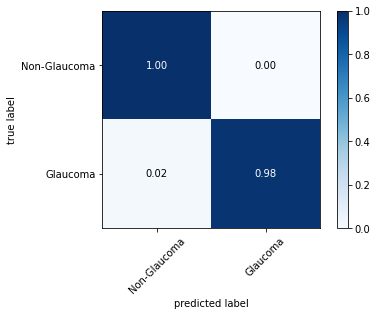 1.0
Non-Glaucoma 1.00 0.00
0.8
0.6
true label
0.4
Glaucoma 0.02 0.98
0.2
0.0
Non-Glaucoma
Glaucoma
predicted label